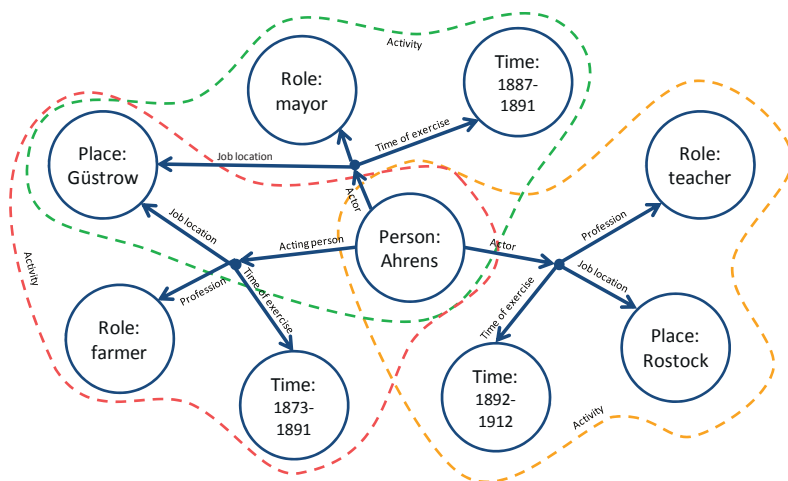 Activity
Role:
mayor
Time:
1887-
1891
Time of exercise
Place:
Güstrow
Job location
Role:
teacher
Actor
Profession
Job location
Person:
Ahrens
Acting person
Actor
Activity
Job location
Profession
Time of exercise
Time of exercise
Role:
farmer
Place:
Rostock
Time:
1873-
1891
Time:
1892-
1912
Activity